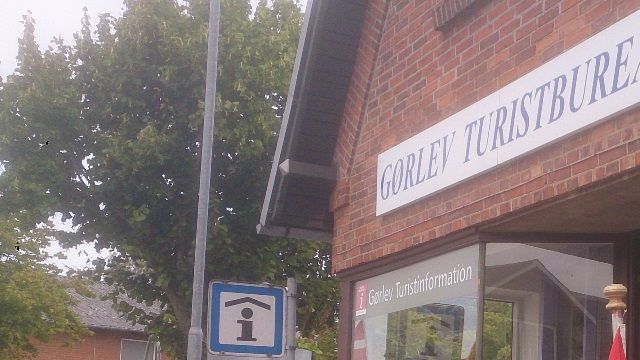 GØRLEV TURISTBUREA
Gørlev Turistinformation
i